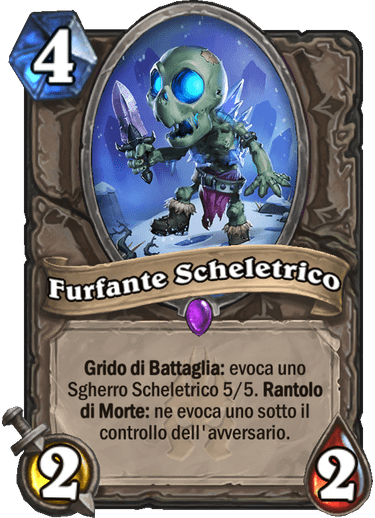 4
Furfante Scheletrico
Grido di Battaglia: evoca uno
Sgherro Scheletrico 5/5. Rantolo
di Morte: ne evoca uno sotto il
controllo dell'avversario.
2
2